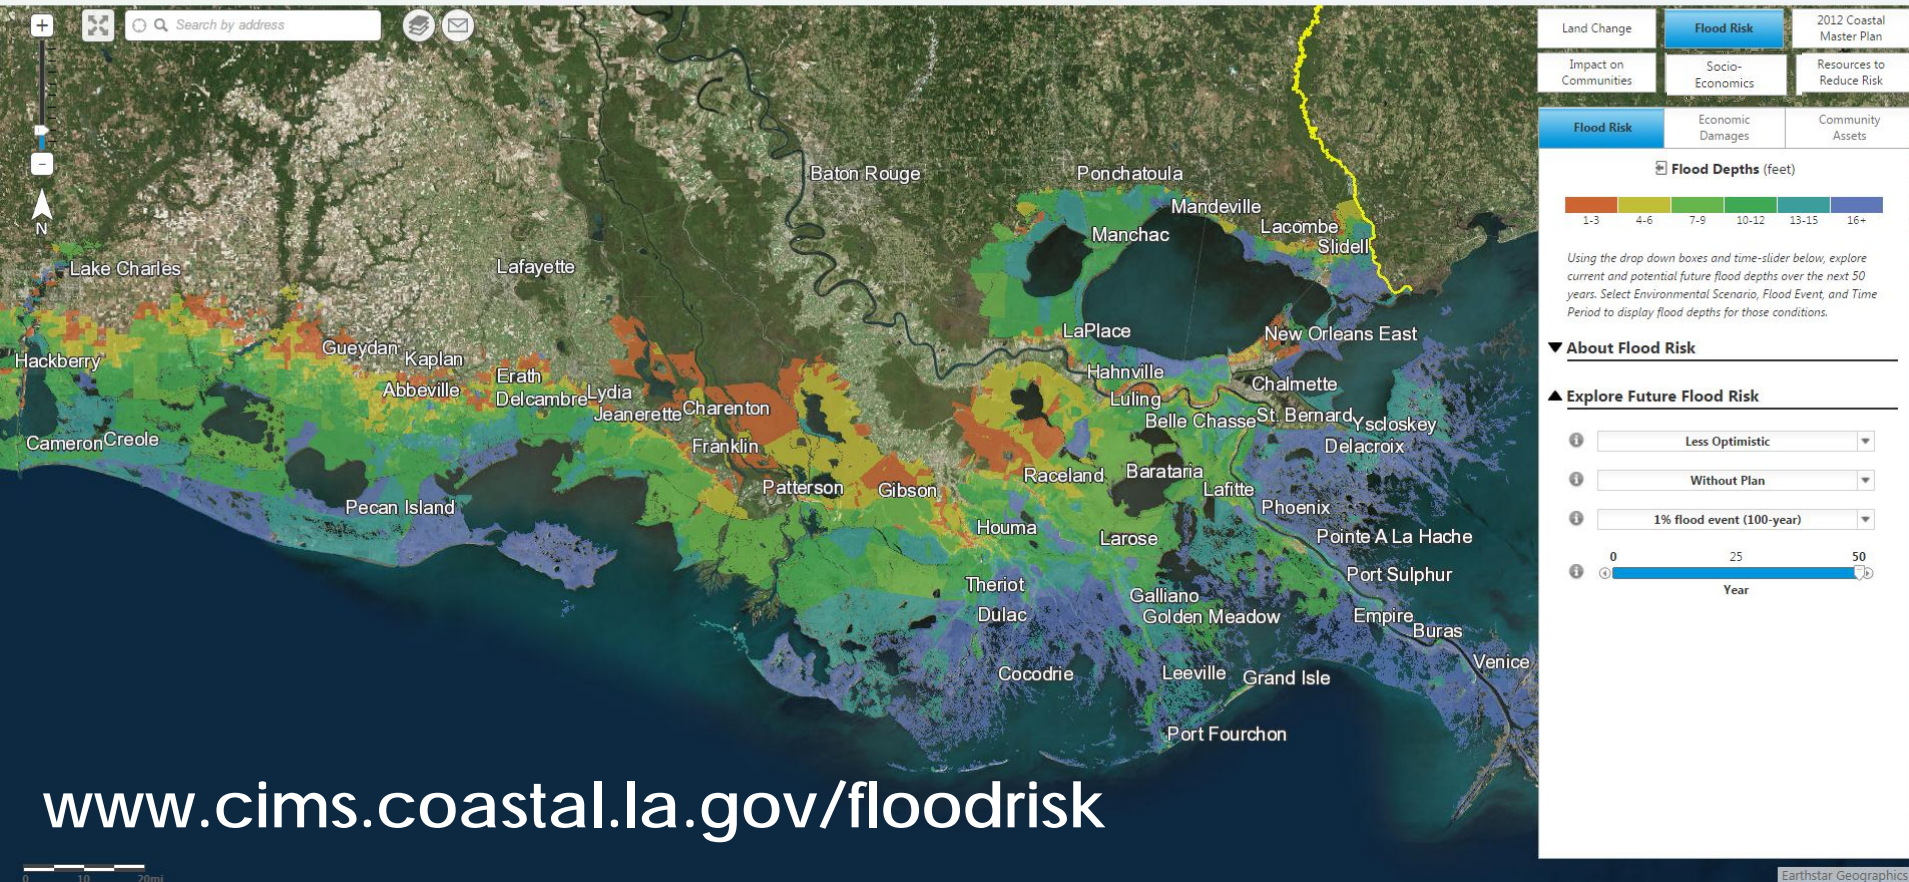 +
Search by address
−
N
Baton Rouge
Ponchatoula
Mandeville
Lacombe
Slidell
Manchac
Lake Charles
Lafayette
LaPlace
New Orleans East
Hackberry
Gueydan
Kaplan
Erath
Abbeville
Delcambre
Lydia
Jeanerette
Charenton
Hahnville
Luling
Chalmette
Belle Chasse
St. Bernard
Yscloskey
Delacroix
Cameron
Creole
Franklin
Patterson
Gibson
Raceland
Barataria
Lafitte
Pecan Island
Phoenix
Houma
Larose
Pointe A La Hache
Theriot
Port Sulphur
Galliano
Dulac
Golden Meadow
Empire
Buras
Cocodrie
Leeville
Grand Isle
Venice
Port Fourchon
www.cims.coastal.la.gov/floodrisk
0 10 20mi
Land Change
Flood Risk
2012 Coastal
Master Plan
Impact on
Communities
Socio-
Economics
Resources to
Reduce Risk
Flood Risk
Economic
Damages
Community
Assets
Flood Depths (feet)
1-3 4-6 7-9 10-12 13-15 16+
Using the drop down boxes and time-slider below, explore
current and potential future flood depths over the next 50
years. Select Environmental Scenario, Flood Event, and Time
Period to display flood depths for those conditions.
About Flood Risk
Explore Future Flood Risk
Less Optimistic
Without Plan
1% flood event (100-year)
0 25 50
Year
Earthstar Geographics